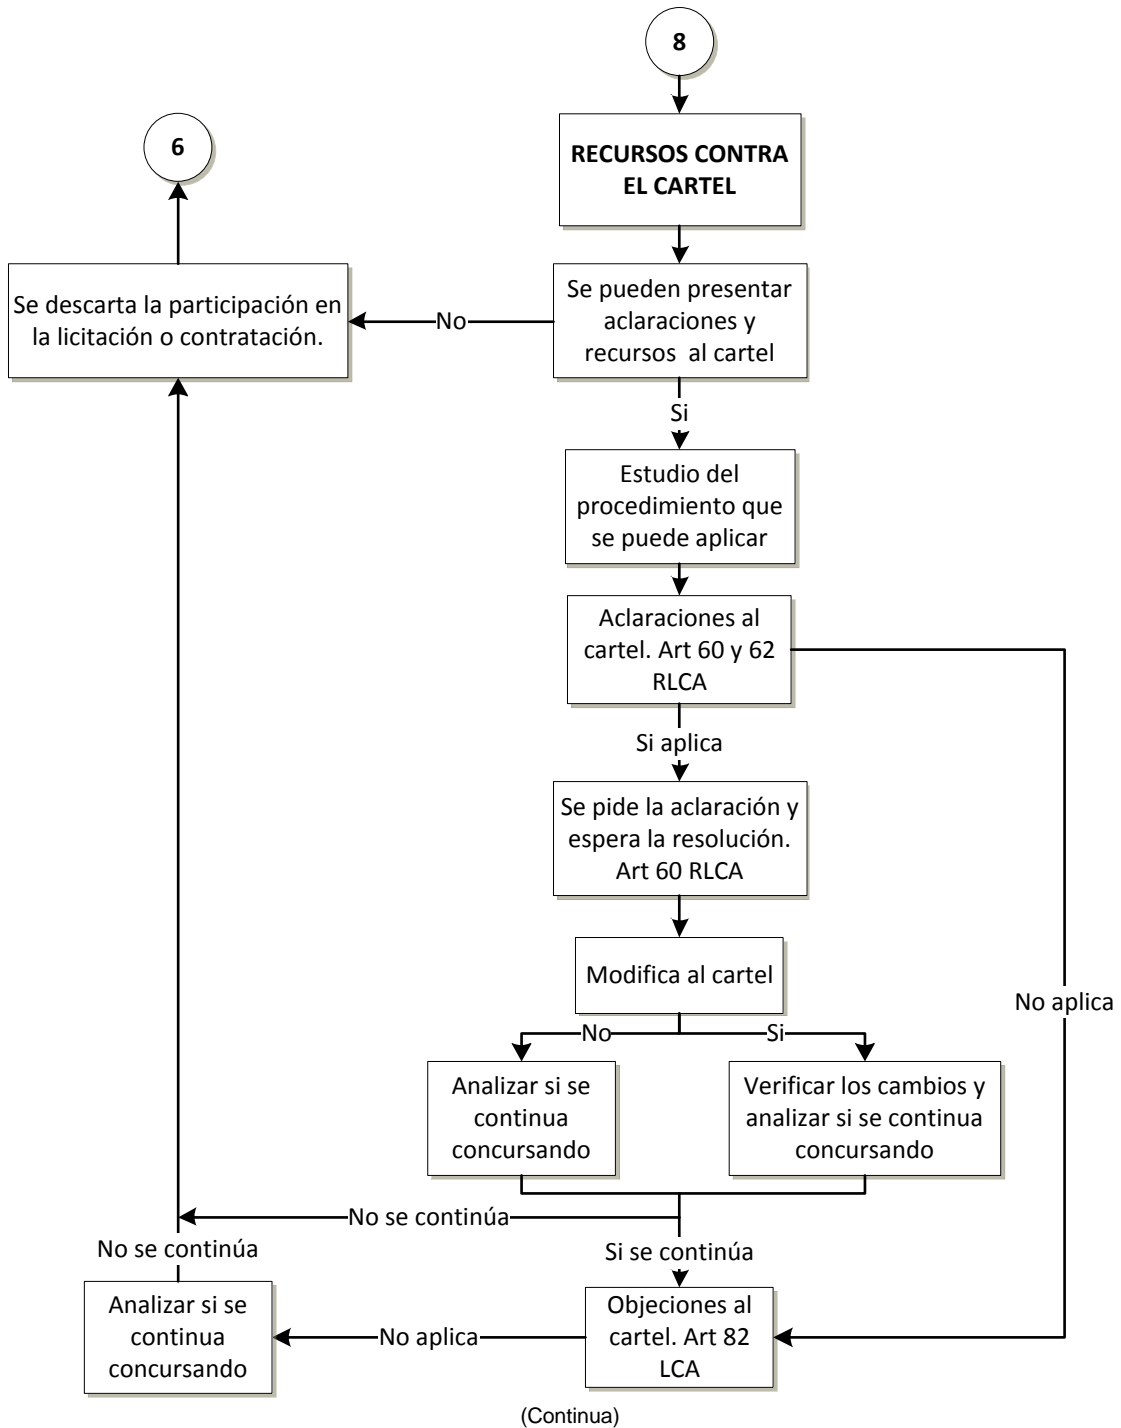 8
6
RECURSOS CONTRA
EL CARTEL
Se descarta la participación en
la licitación o contratación.
No
Se pueden presentar
aclaraciones y
recursos al cartel
Si
Estudio del
procedimiento que
se puede aplicar
Aclaraciones al
cartel. Art 60 y 62
RLCA
Si aplica
Se pide la aclaración y
espera la resolución.
Art 60 RLCA
Modifica al cartel
No aplica
No
Si
Analizar si se
continua
concursando
Verificar los cambios y
analizar si se continua
concursando
No se continúa
No se continúa
Si se continúa
Analizar si se
continua
concursando
No aplica
Objeciones al
cartel. Art 82
LCA
(Continua)